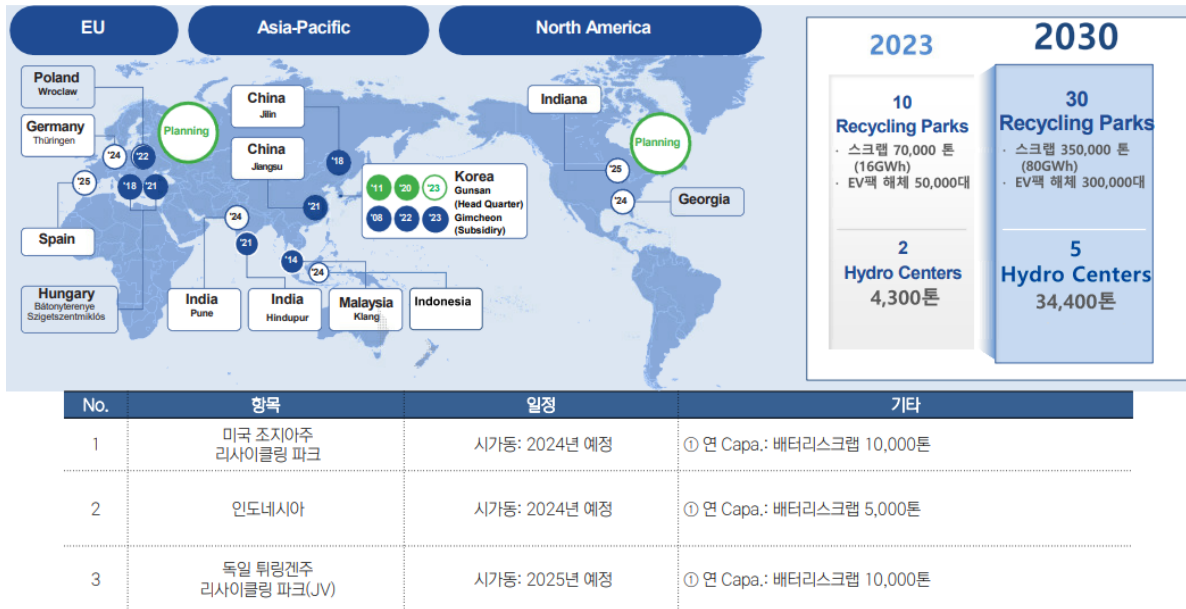 EU
Asia-Pacific
North America
Poland
Wroclaw
Germany
Thüringen
Planning
'24
'22
'25
'18
'21
Spain
Hungary
Bátonyterenye
Szigetszentmiklós
China
Jilin
China
Jiangsu
'18
'21
'24
'21
'14
'24
Korea
Gunsan
(Head Quarter)
Gimcheon
(Subsidiry)
'11
'20
'23
'08
'22
'23
India
Pune
India
Hindupur
Malaysia
Klang
Indonesia
Indiana
Planning
'25
'24
Georgia
2023
10
Recycling Parks
· 스크랩 70,000 톤
(16GWh)
· EV팩 해체 50,000대
2
Hydro Centers
4,300톤
2030
30
Recycling Parks
· 스크랩 350,000 톤
(80GWh)
· EV팩 해체 300,000대
5
Hydro Centers
34,400톤
No. 항목 일정 기타
1 미국 조지아주 시가동: 2024년 예정 ① 연 Capa.: 배터리스크랩 10,000톤
리사이클링 파크
2 인도네시아 시가동: 2024년 예정 ① 연 Capa.: 배터리스크랩 5,000톤
3 독일 튀링겐주 시가동: 2025년 예정 ① 연 Capa.: 배터리스크랩 10,000톤
리사이클링 파크(JV)